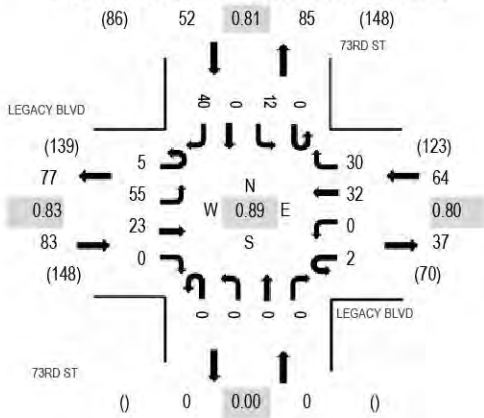 (86) 52 0.81 85 (148)
73RD ST
LEGACY BLVD
40 0 12 0
(139) (123)
77 5 30 64
55 32
N
0.83 W 0.89 E 0.80
S
83 23 0 37
0 2
(148) (70)
0 0 0 0
LEGACY BLVD
73RD ST
() 0 0.00 0 ()